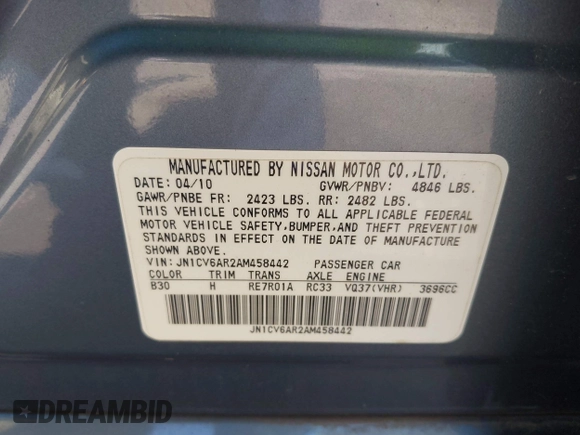 MANUFACTURED BY NISSAN MOTOR CO.,LTD.
DATE: 04/10 GVWR/PNBV: 4846 LBS.
GAWR/PNBE FR: 2423 LBS. RR: 2482 LBS.
THIS VEHICLE CONFORMS TO ALL APPLICABLE FEDERAL
MOTOR VEHICLE SAFETY,BUMPER,AND THEFT PREVENTION
STANDARDS IN EFFECT ON THE DATE OF MANUFACTURE
SHOWN ABOVE.
VIN: JN1CV6AR2AM458442 PASSENGER CAR
COLOR TRIM TRANS AXLE ENGINE
B30 H RE7R01A RC33 VQ37(VHR) 3696CC
JN1CV6AR2AM458442
DREAMBID